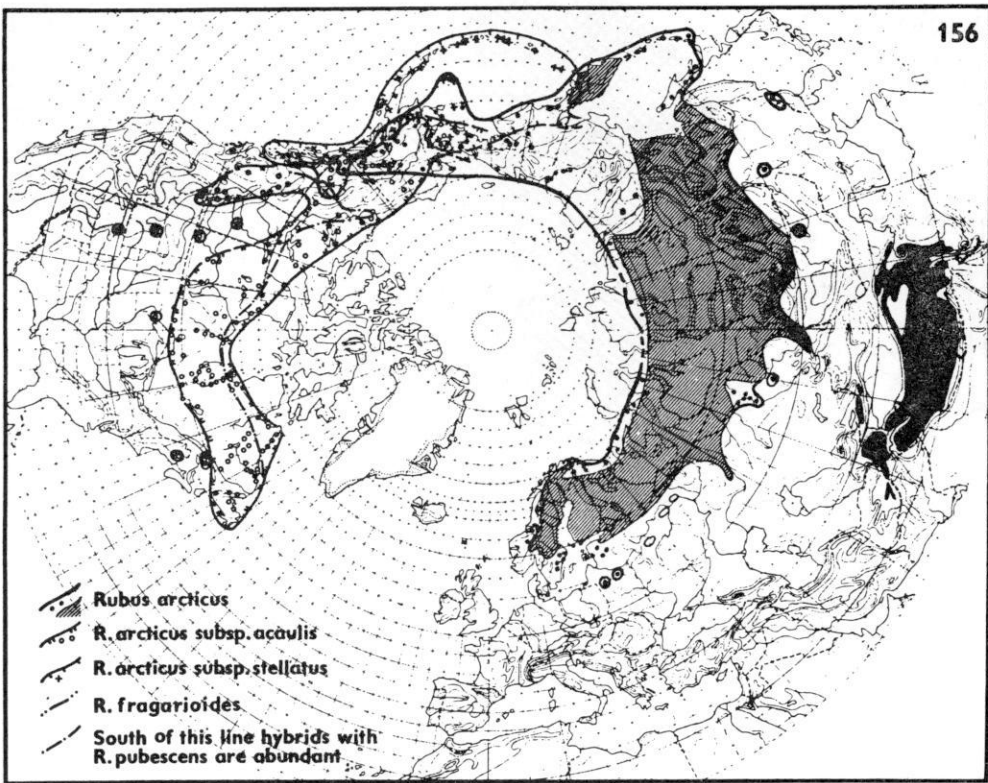 156
Rubus arcticus
R. arcticus subsp. acaulis
R. arcticus subsp. stellatus
R. fragarioides
South of this line hybrids with
R. pubescens are abundant